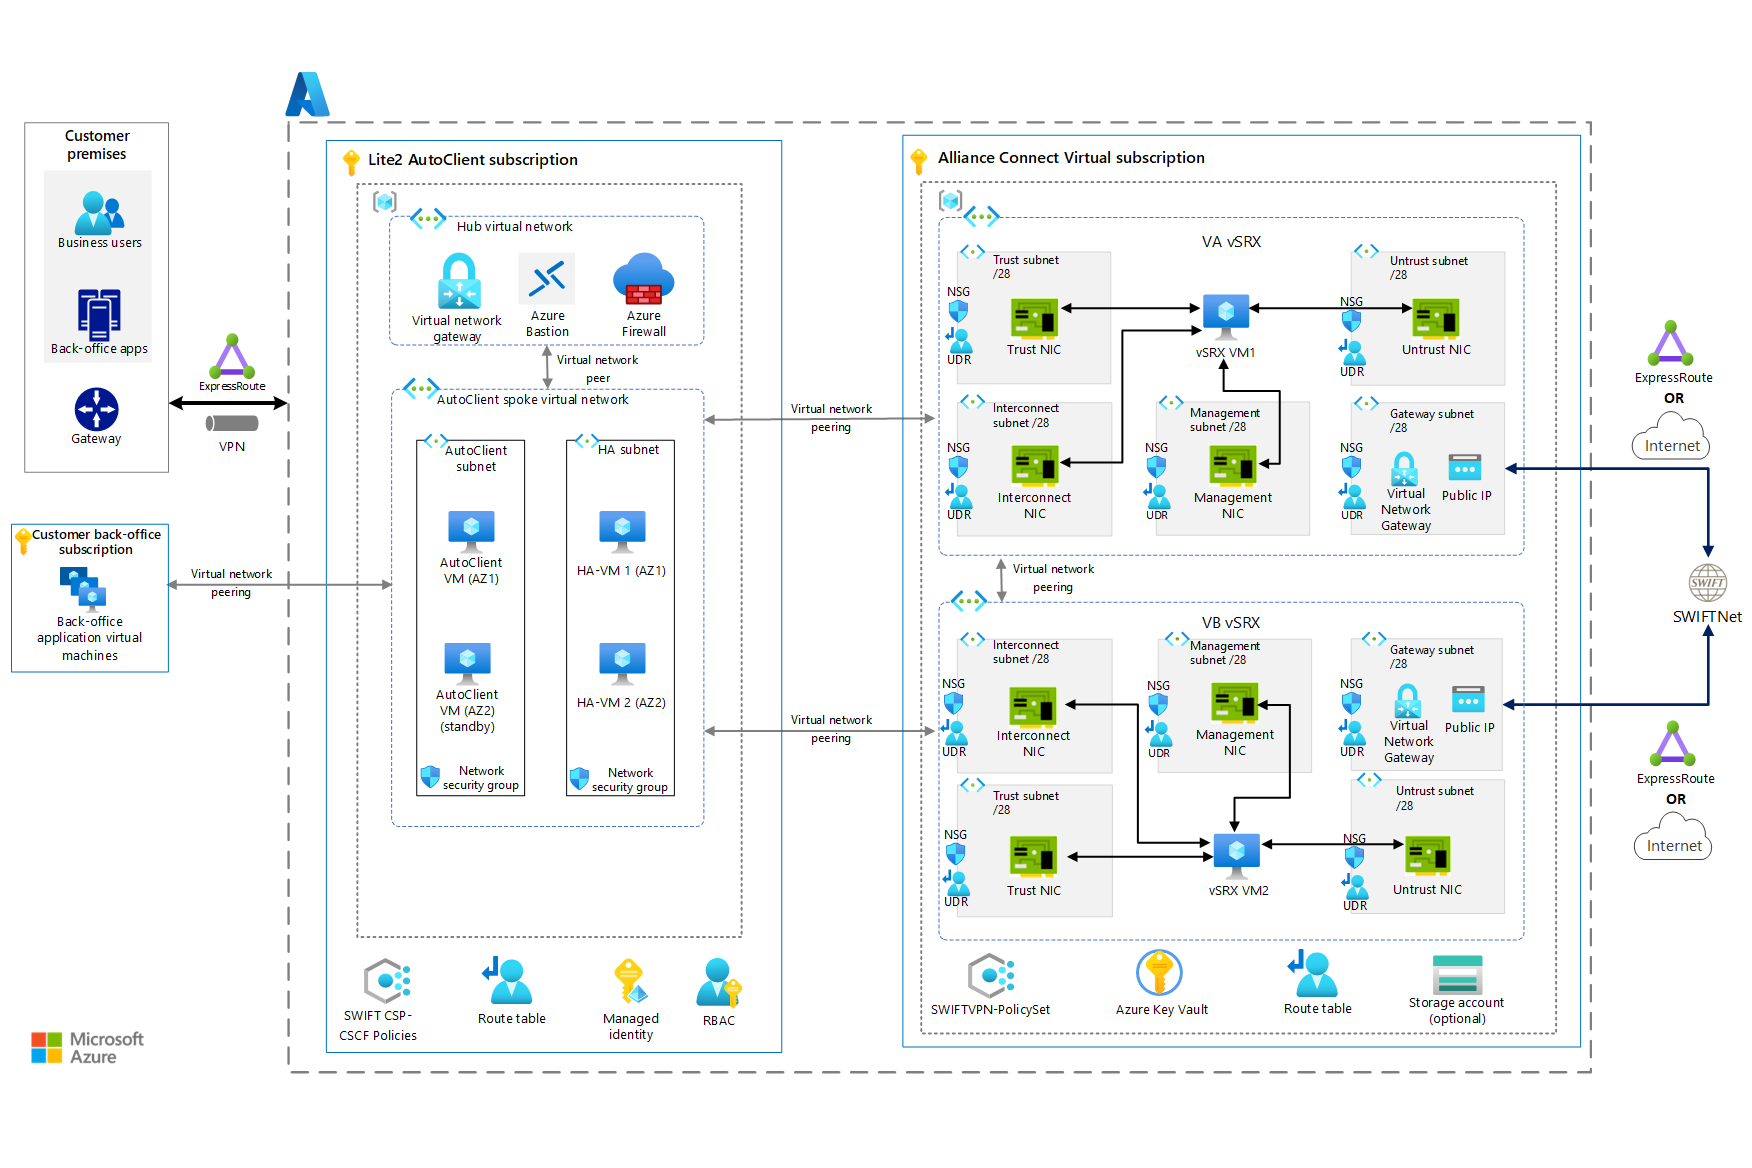 Customer
premises
Business users
Back-office apps
Gateway
ExpressRoute
VPN
Customer back-office
subscription
Back-office
application virtual
machines
Virtual network
peering
Lite2 AutoClient subscription
Hub virtual network
Virtual network
gateway
Azure
Bastion
Azure
Firewall
Virtual network
peer
AutoClient spoke virtual network
AutoClient
subnet
AutoClient
VM (AZ1)
AutoClient
VM (AZ2)
(standby)
Network
security group
HA subnet
HA-VM 1 (AZ1)
HA-VM 2 (AZ2)
Network
security group
SWIFT CSP-
CSCF Policies
Route table
Managed
identity
RBAC
Virtual network
peering
Virtual network
peering
Alliance Connect Virtual subscription
VA vSRX
Trust subnet
/28
NSG
UDR
Trust NIC
vSRX VM1
Untrust subnet
/28
NSG
UDR
Untrust NIC
Interconnect
subnet /28
NSG
UDR
Interconnect
NIC
Management
subnet /28
NSG
UDR
Management
NIC
Gateway subnet
/28
NSG
UDR
Virtual
Network
Gateway
Public IP
Virtual network
peering
VB vSRX
Interconnect
subnet /28
NSG
UDR
Interconnect
NIC
Management
subnet /28
NSG
UDR
Management
NIC
Gateway subnet
/28
NSG
UDR
Virtual
Network
Gateway
Public IP
Trust subnet
/28
NSG
UDR
Trust NIC
vSRX VM2
Untrust subnet
/28
NSG
UDR
Untrust NIC
SWIFTVPN-PolicySet
Azure Key Vault
Route table
Storage account
(optional)
ExpressRoute
OR
Internet
SWIFT
SWIFTNet
ExpressRoute
OR
Internet
Microsoft
Azure